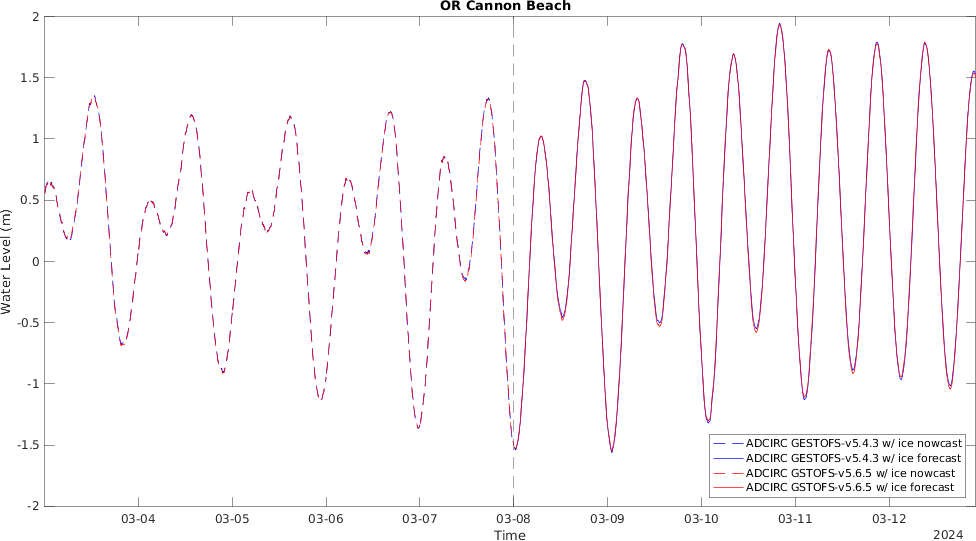 OR Cannon Beach
2
1.5
1
0.5
0
-0.5
-1
-1.5
-2
Water Level (m)
03-04 03-05 03-06 03-07 03-08 03-09 03-10 03-11 03-12
Time
2024
ADCIRC GESTOFS-v5.4.3 w/ ice nowcast
ADCIRC GESTOFS-v5.4.3 w/ ice forecast
ADCIRC GSTOFS-v5.6.5 w/ ice nowcast
ADCIRC GSTOFS-v5.6.5 w/ ice forecast